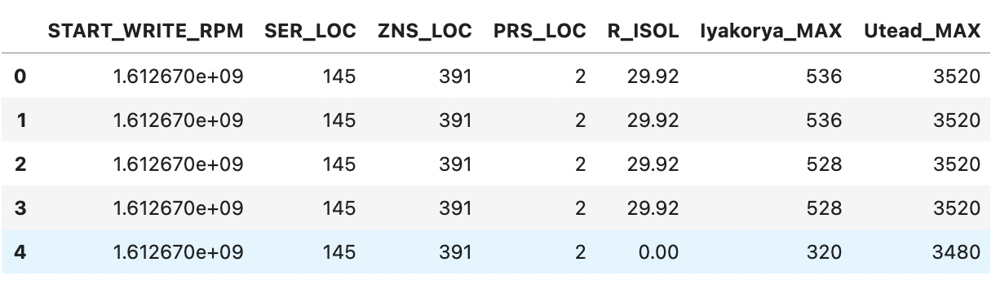 START_WRITE_RPM SER_LOC ZNS_LOC PRS_LOC R_ISOL Iyakorya_MAX Utead_MAX
0 1.612670e+09 145 391 2 29.92 536 3520
1 1.612670e+09 145 391 2 29.92 536 3520
2 1.612670e+09 145 391 2 29.92 528 3520
3 1.612670e+09 145 391 2 29.92 528 3520
4 1.612670e+09 145 391 2 0.00 320 3480